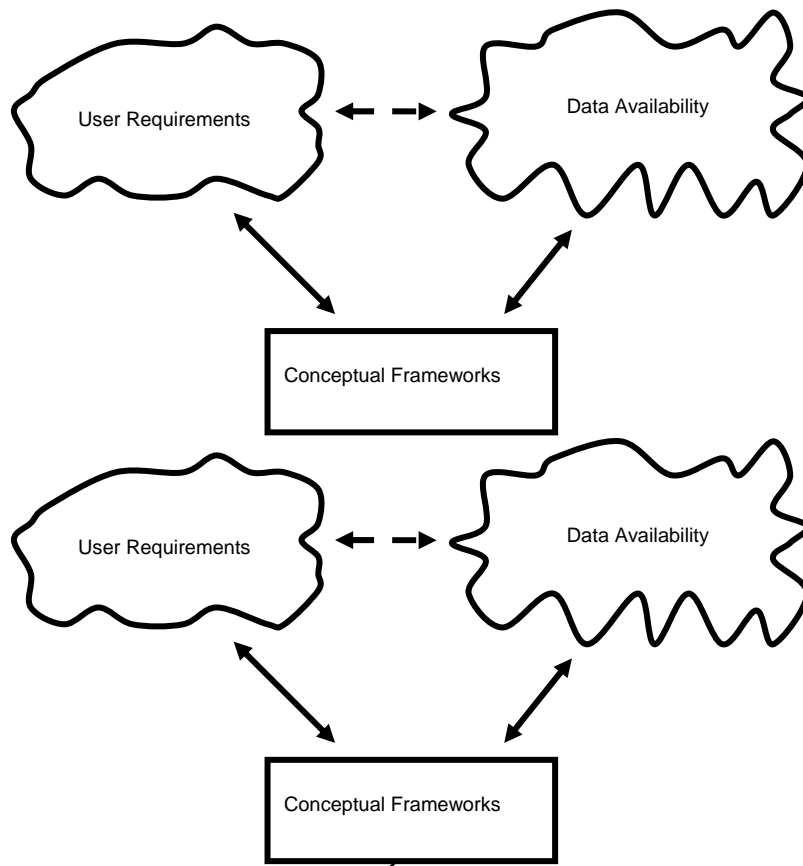 User Requirements
Data Availability
Conceptual Frameworks
User Requirements
Data Availability
Conceptual Frameworks